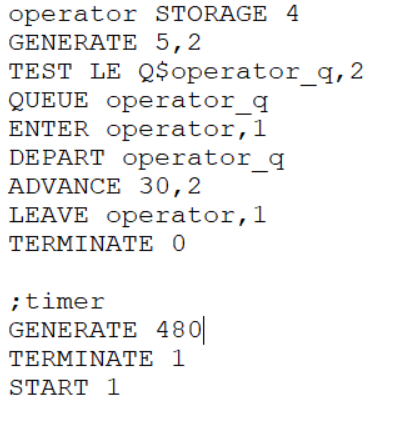 operator STORAGE 4
GENERATE 5,2
TEST LE Q$operator_q,2
QUEUE operator_q
ENTER operator,1
DEPART operator_q
ADVANCE 30,2
LEAVE operator,1
TERMINATE 0
;timer
GENERATE 480
TERMINATE 1
START 1